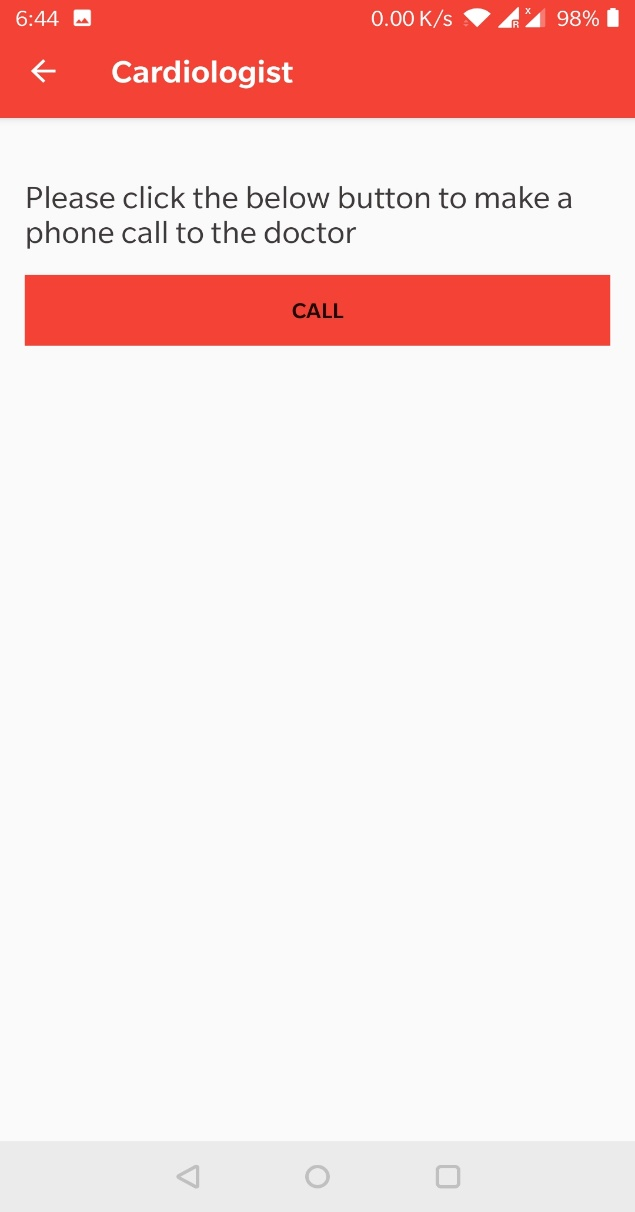 6:44 0.00 K/s R x 98%
Cardiologist
Please click the below button to make a
phone call to the doctor
CALL